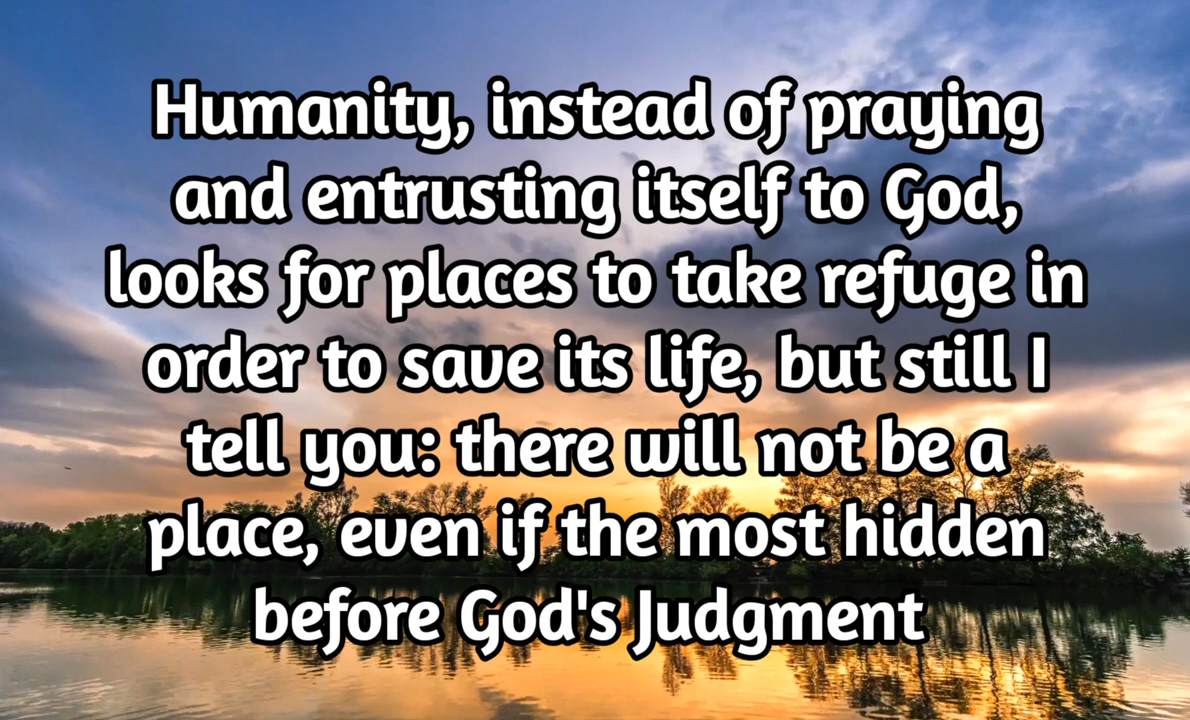 Humanity, instead of praying
and entrusting itself to God,
looks for places to take refuge in
order to save its life, but still I
tell you: there will not be a
place, even if the most hidden
before God's Judgment